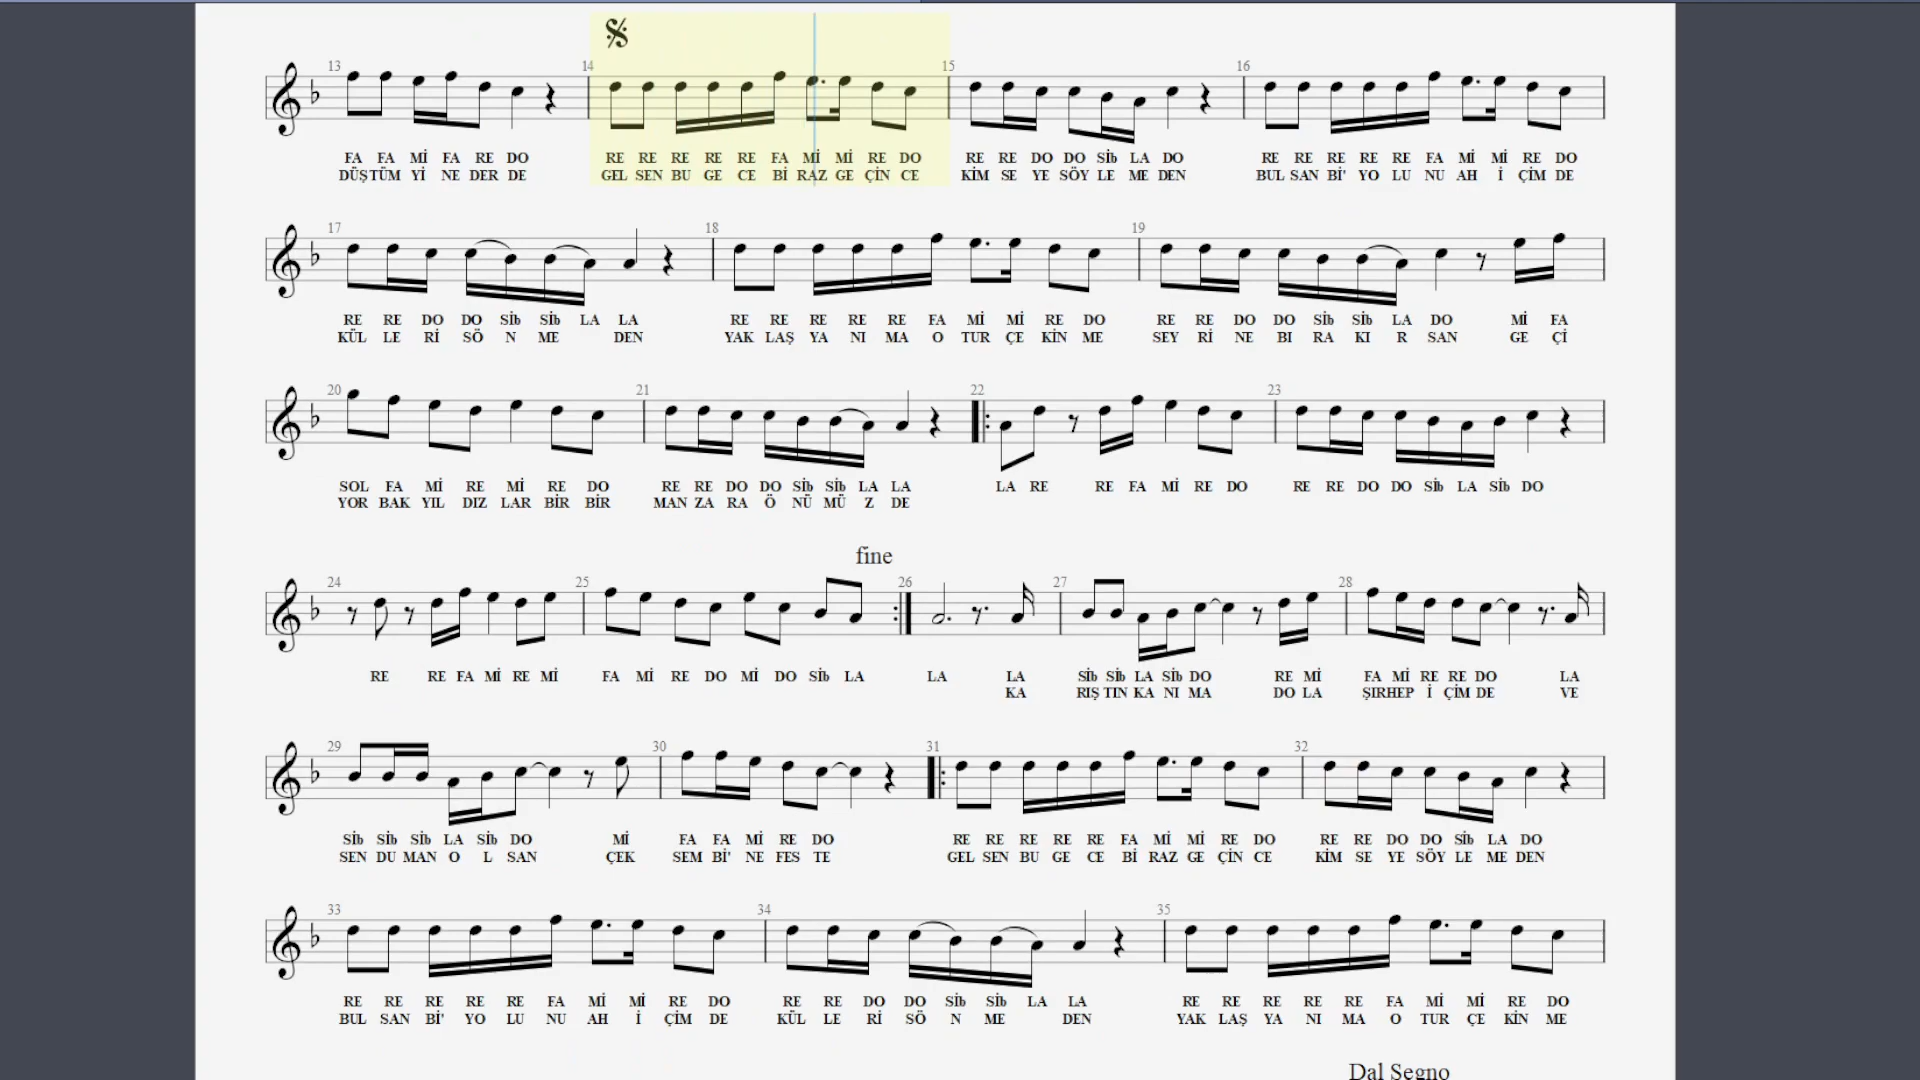 13 14 15 16
FA FA Mİ FA RE DO RE RE RE RE RE FA Mİ Mİ RE DO RE RE DO DO Sİb LA DO RE RE RE RE RE FA Mİ Mİ RE DO
DÜŞ TÜM Yİ NE DER DE GEL SEN BU GE CE Bİ RAZ GE ÇİN CE KİM SE YE SÖY LE ME DEN BUL SAN Bİ' YO LU NU AH İ ÇİM DE
17 18 19
RE RE DO DO Sİb Sİb LA LA RE RE RE RE RE FA Mİ Mİ RE DO RE RE DO DO Sİb Sİb LA DO Mİ FA
KÜL LE Rİ SÖ N ME DEN YAK LAŞ YA NI MA O TUR ÇE KİN ME SEY Rİ NE BI RA KI R SAN GE Çİ
20 21 22 23
SOL FA Mİ RE Mİ RE DO RE RE DO DO Sİb Sİb LA LA LA RE RE FA Mİ RE DO RE RE DO DO Sİb LA Sİb DO
YOR BAK YIL DIZ LAR BİR BİR MAN ZA RA Ö NÜ MÜ Z DE
fine
24 25 26 27 28
RE RE FA Mİ RE Mİ FA Mİ RE DO Mİ DO Sİb LA LA LA Sİb Sİb LA Sİb DO RE Mİ FA Mİ RE RE DO LA
KA RIŞ TIN KA NI MA DO LA ŞIRHEP İ ÇİM DE VE
29 30 31 32
Sİb Sİb Sİb LA Sİb DO Mİ FA FA Mİ RE DO RE RE RE RE RE FA Mİ Mİ RE DO RE RE DO DO Sİb LA DO
SEN DU MAN O L SAN ÇEK SEM Bİ' NE FES TE GEL SEN BU GE CE Bİ RAZ GE ÇİN CE KİM SE YE SÖY LE ME DEN
33 34 35
RE RE RE RE RE FA Mİ Mİ RE DO RE RE DO DO Sİb Sİb LA LA RE RE RE RE RE FA Mİ Mİ RE DO
BUL SAN Bİ' YO LU NU AH İ ÇİM DE KÜL LE Rİ SÖ N ME DEN YAK LAŞ YA NI MA O TUR ÇE KİN ME
Dal Segno